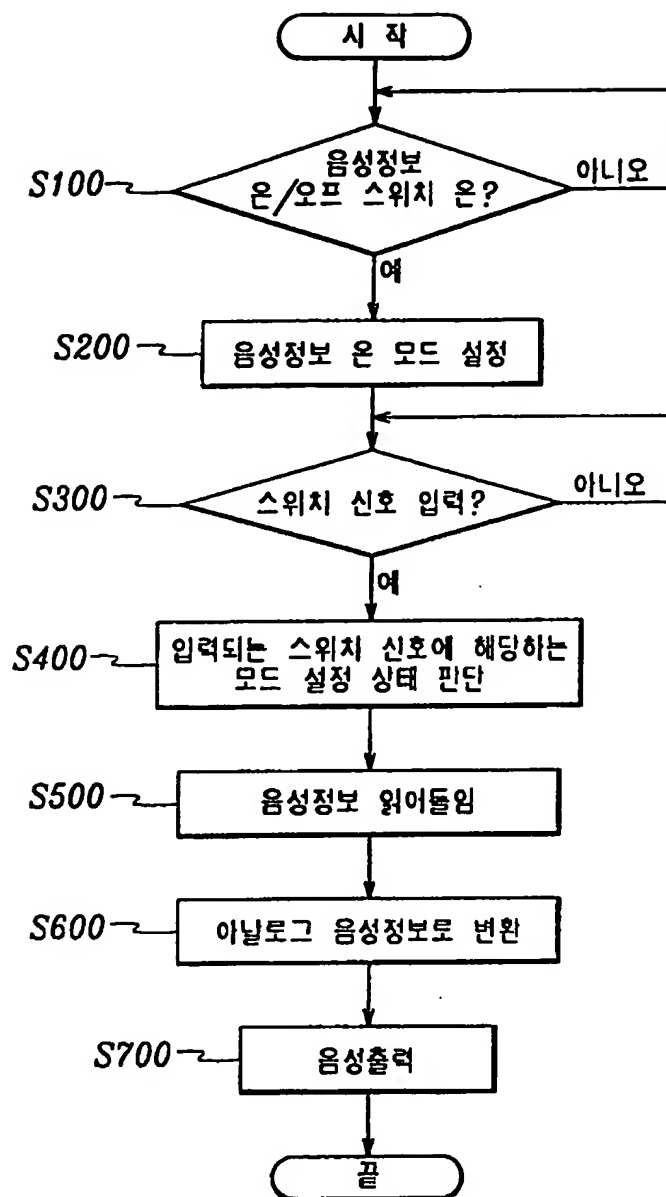 시 작
S100
음성정보
온/오프 스위치 온?
아니오
예
S200
음성정보 온 모드 설정
S300
스위치 신호 입력?
아니오
예
S400
입력되는 스위치 신호에 해당하는
모드 설정 상태 판단
S500
음성정보 읽어들임
S600
아날로그 음성정보로 변환
S700
음성출력
끝